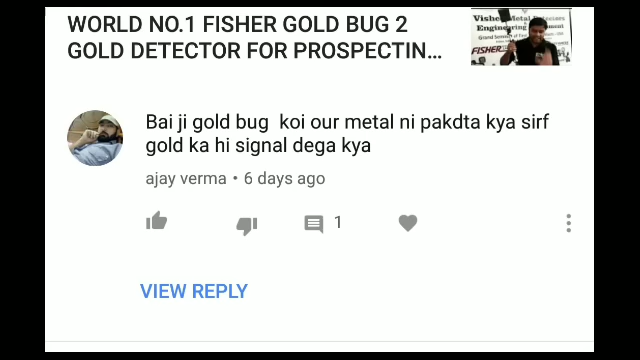 WORLD NO.1 FISHER GOLD BUG 2
GOLD DETECTOR FOR PROSPECTIN...
FISHER
Bai ji gold bug koi our metal ni pakdta kya sirf
gold ka hi signal dega kya
ajay verma • 6 days ago
1
VIEW REPLY